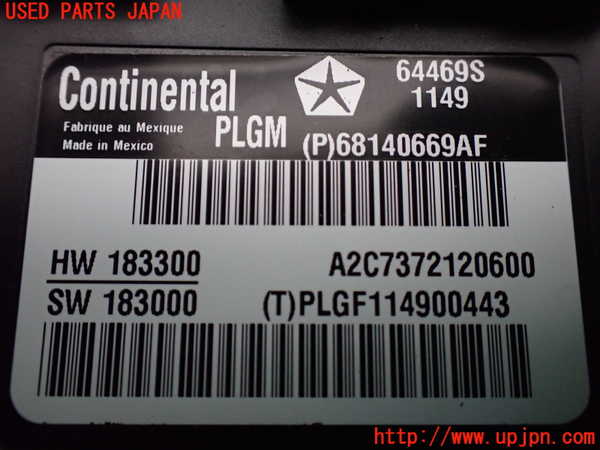 USED PARTS JAPAN
Continental
64469S
1149
Fabrique au Mexique
Made in Mexico
PLGM
(P)68140669AF
HW 183300
A2C7372120600
SW 183000
(T)PLGF114900443
http://www.upjpn.com